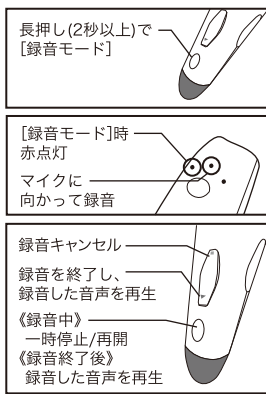 長押し(2秒以上)で
[録音モード]
[録音モード]時
赤点灯
マイクに
向かって録音
録音キャンセル
録音を終了し、
録音した音声を再生
《録音中》
一時停止/再開
《録音終了後》
録音した音声を再生